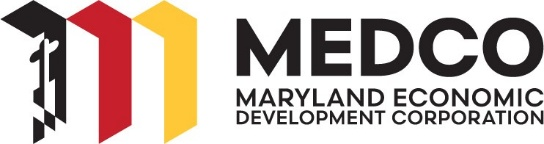 MEDCO
MARYLAND ECONOMIC
DEVELOPMENT CORPORATION